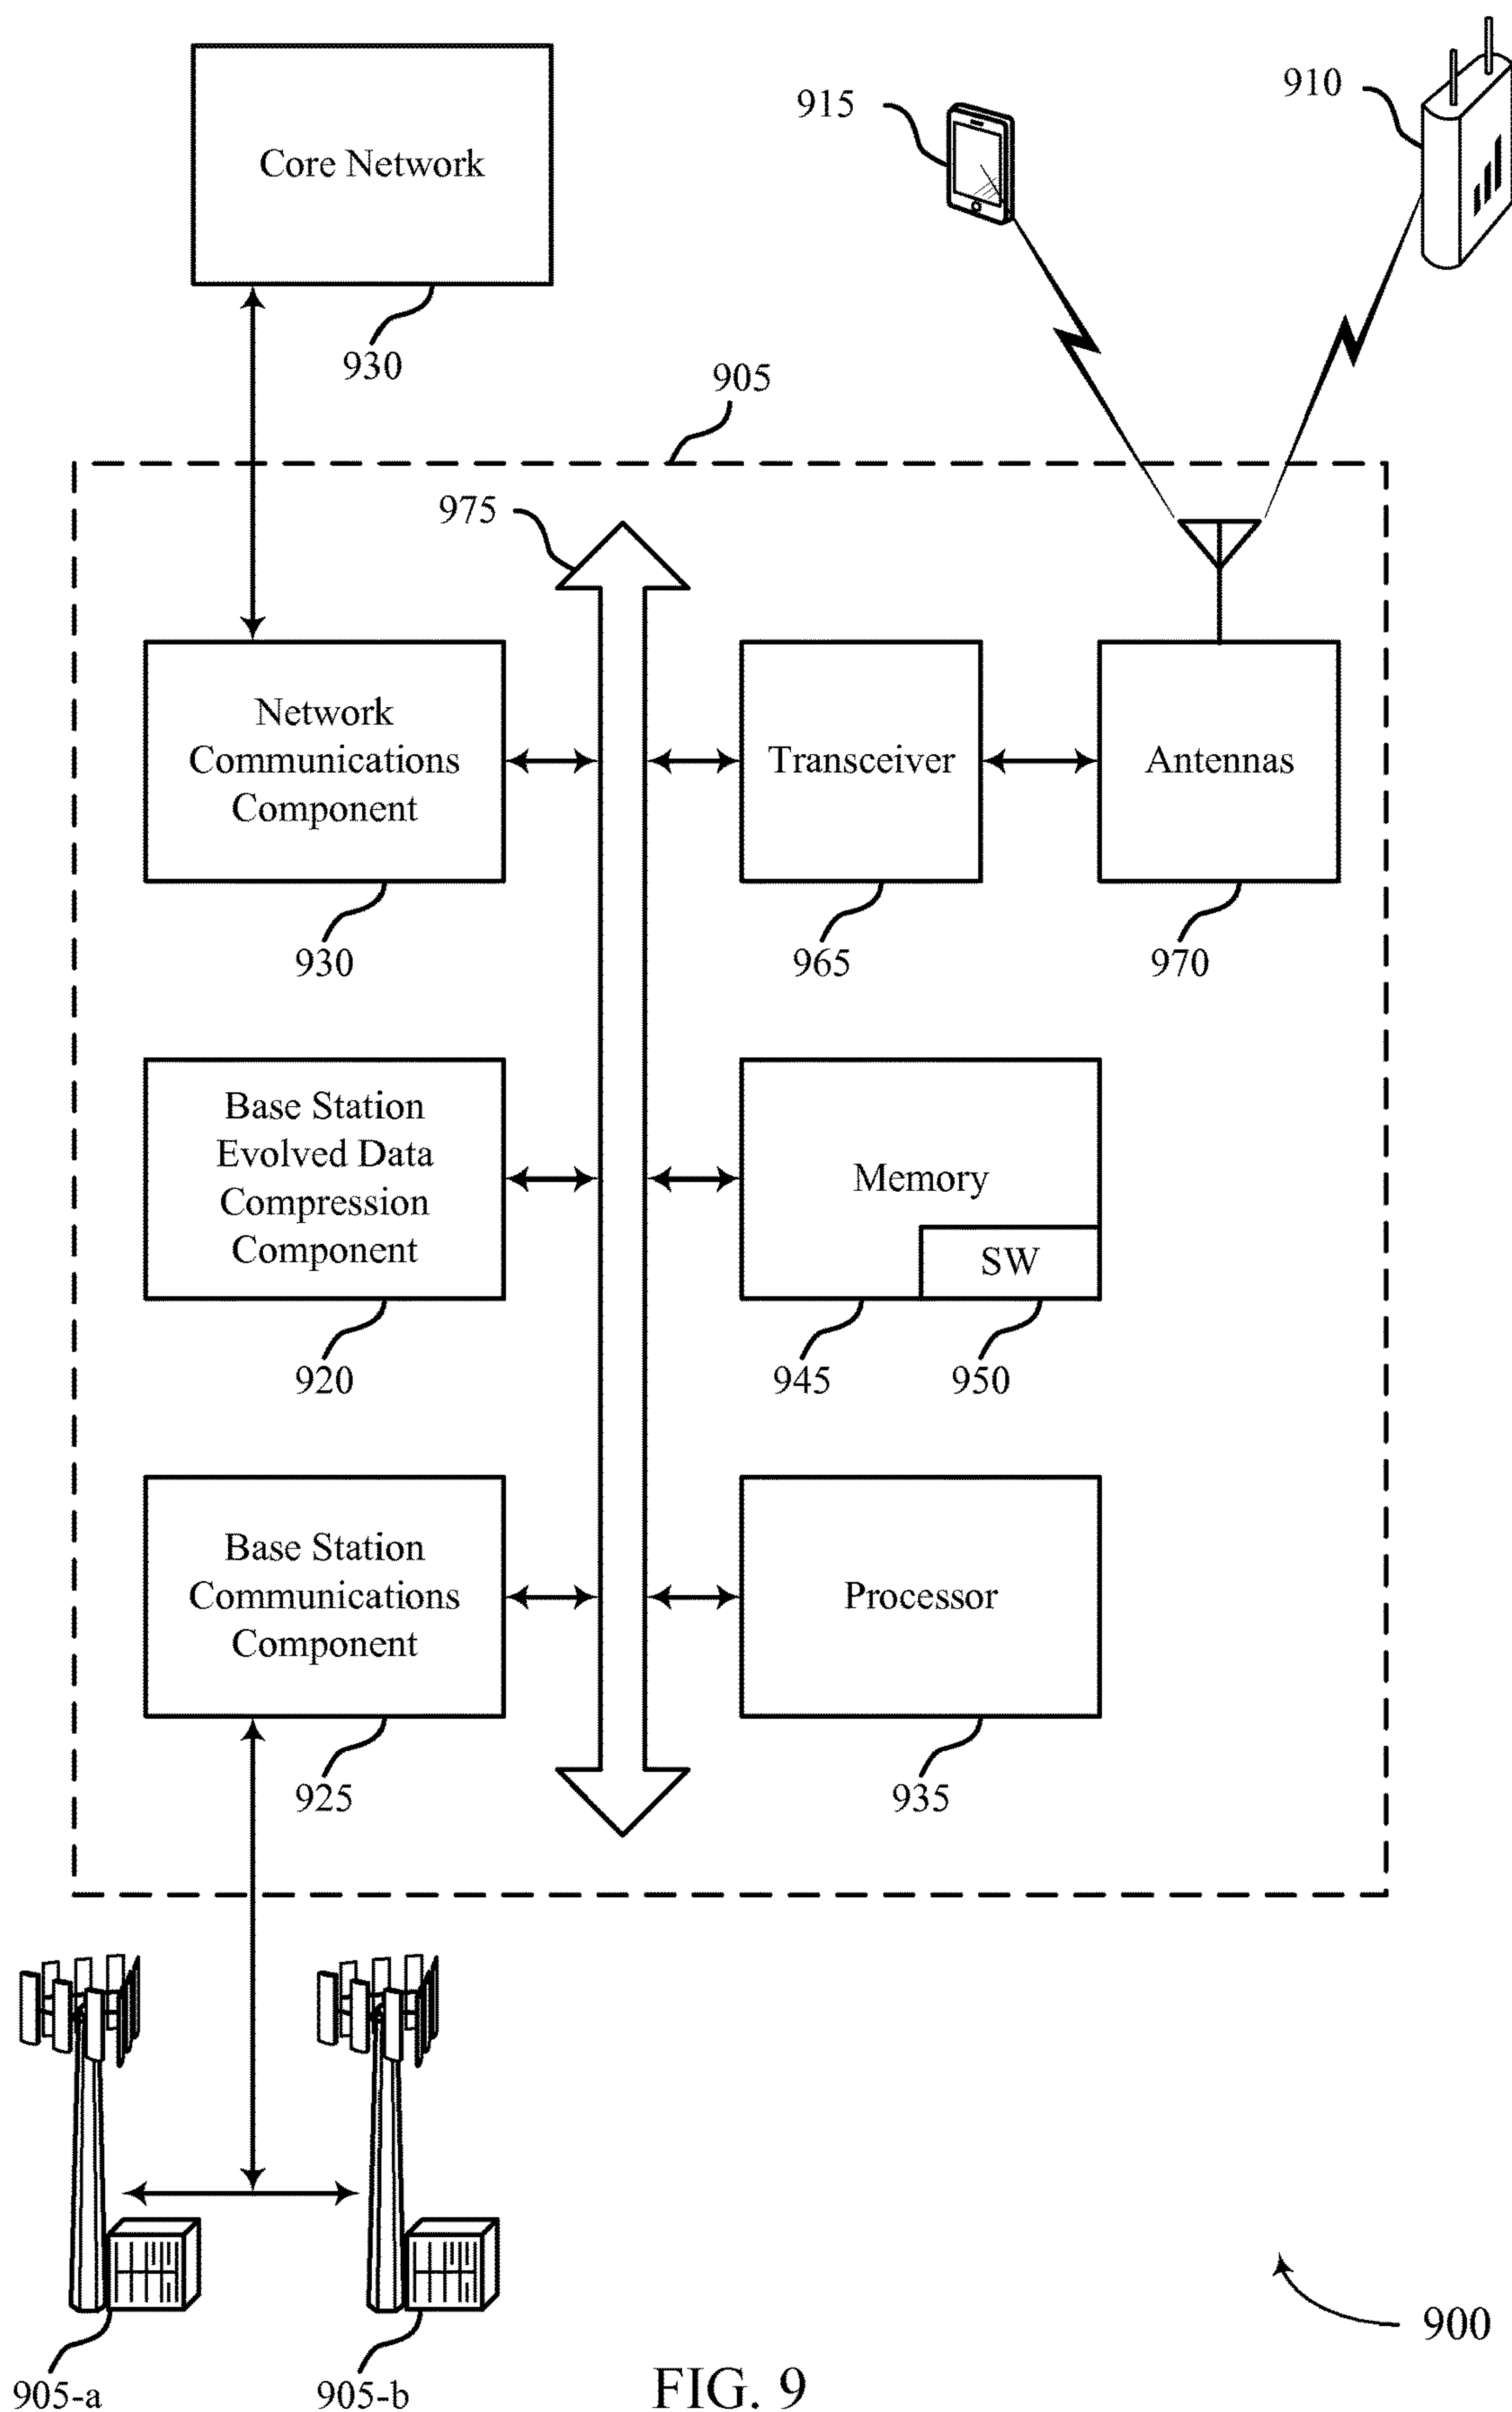 915
910
Core Network
930
905
975
Network
Communications
Component
Transceiver
Antennas
930
965
970
Base Station
Evolved Data
Compression
Component
Memory
SW
920
945
950
Base Station
Communications
Component
Processor
925
935
900
905-a
905-b
FIG. 9